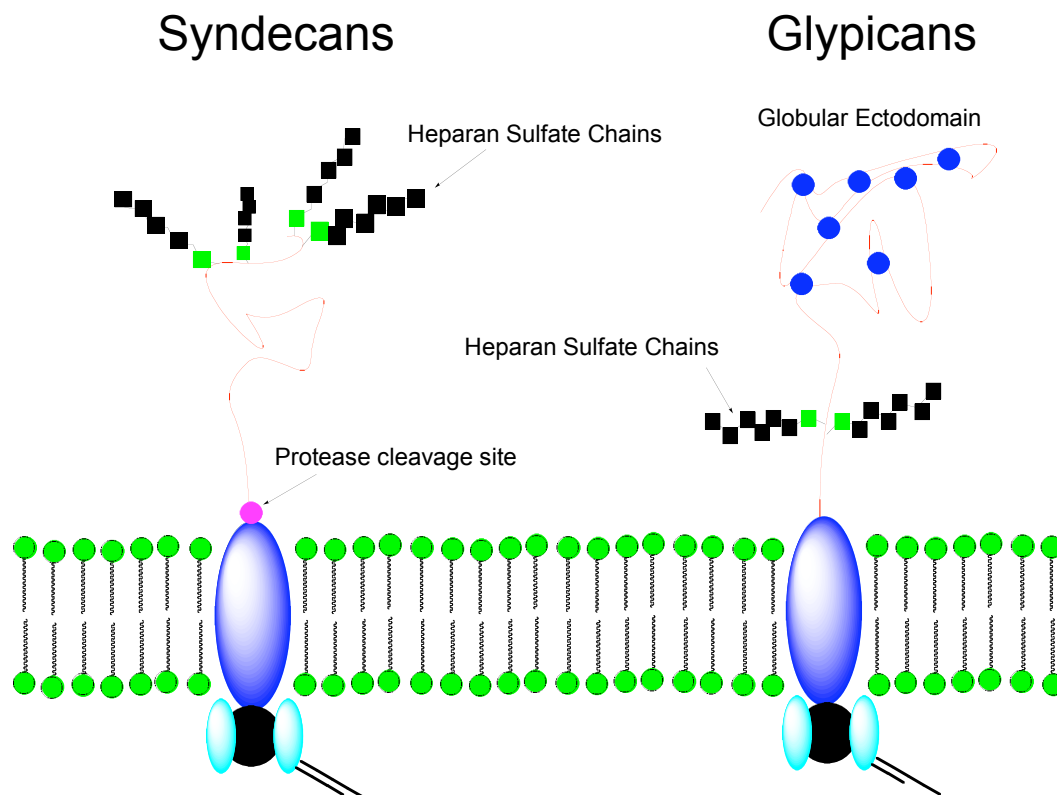 Syndecans
Glypicans
Heparan Sulfate Chains
Globular Ectodomain
Heparan Sulfate Chains
Protease cleavage site